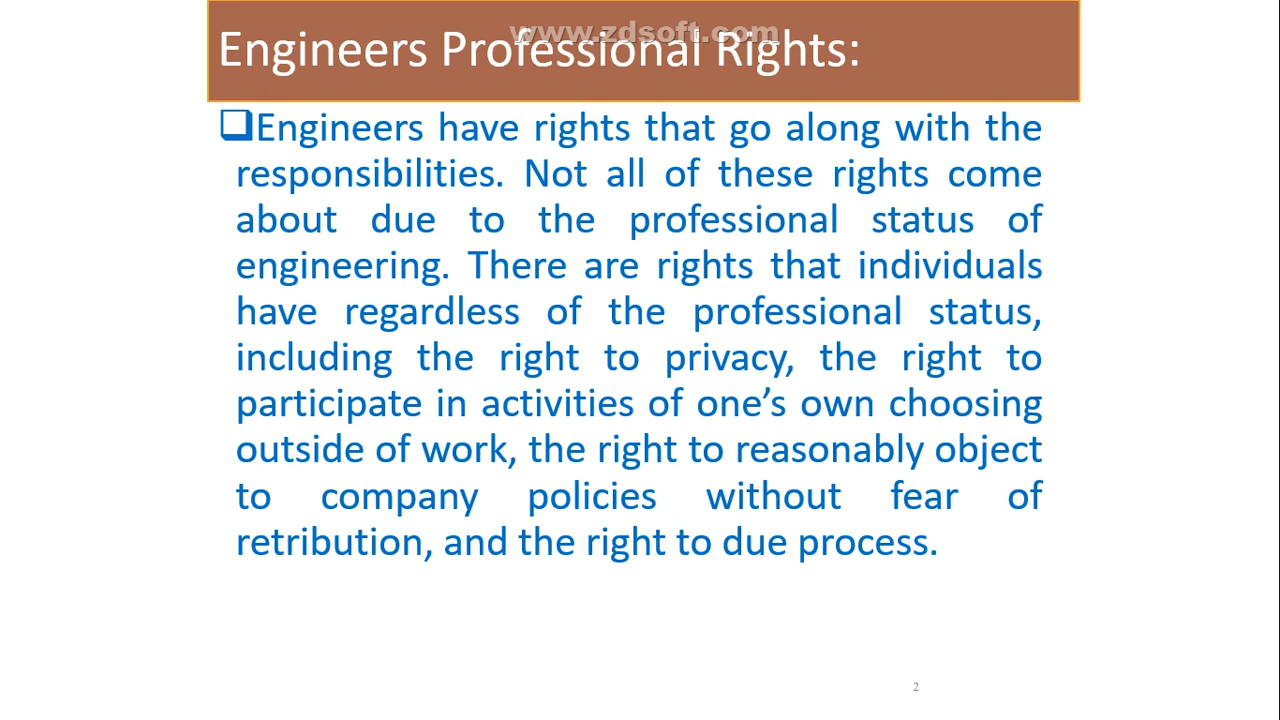 www.zdsoft.com
Engineers Professional Rights:
❑Engineers have rights that go along with the
responsibilities. Not all of these rights come
about due to the professional status of
engineering. There are rights that individuals
have regardless of the professional status,
including the right to privacy, the right to
participate in activities of one’s own choosing
outside of work, the right to reasonably object
to company policies without fear of
retribution, and the right to due process.
2